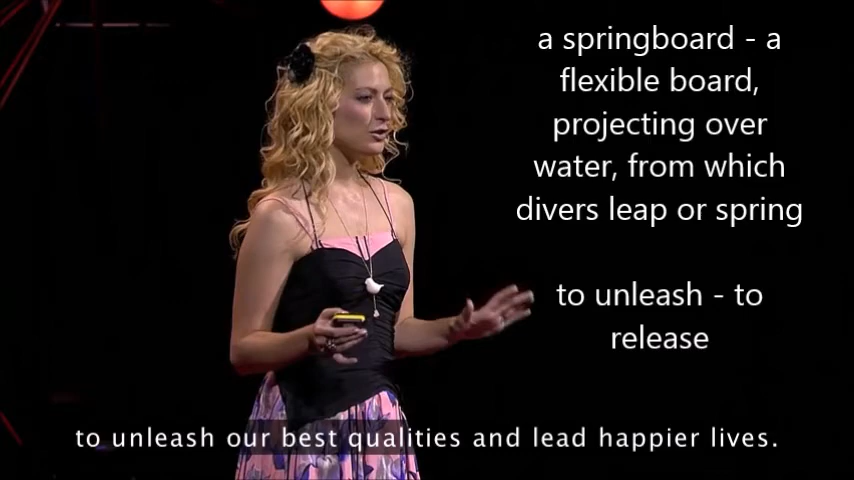 a springboard - a
flexible board,
projecting over
water, from which
divers leap or spring
to unleash - to
release
to unleash our best qualities and lead happier lives.